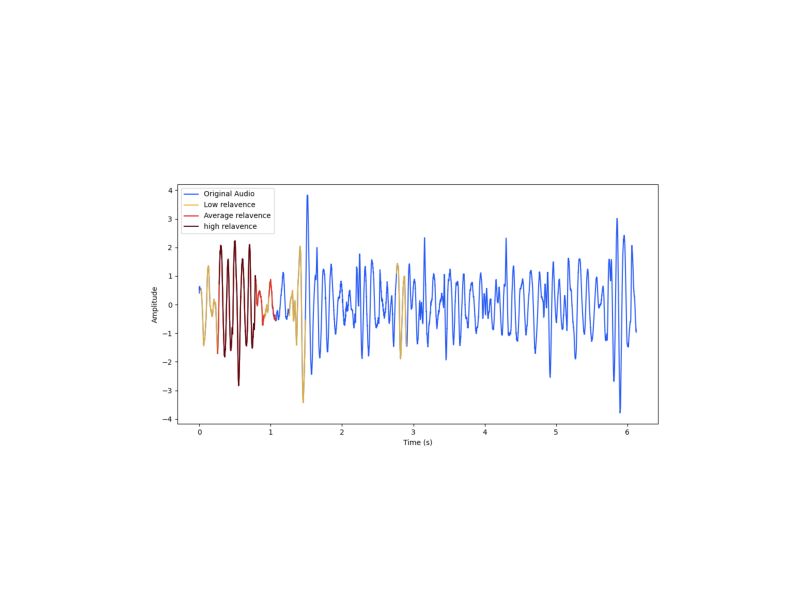 4
3
2
1
0
−1
−2
−3
−4
Amplitude
Original Audio
Low relavence
Average relavence
high relavence
0 1 2 3 4 5 6
Time (s)